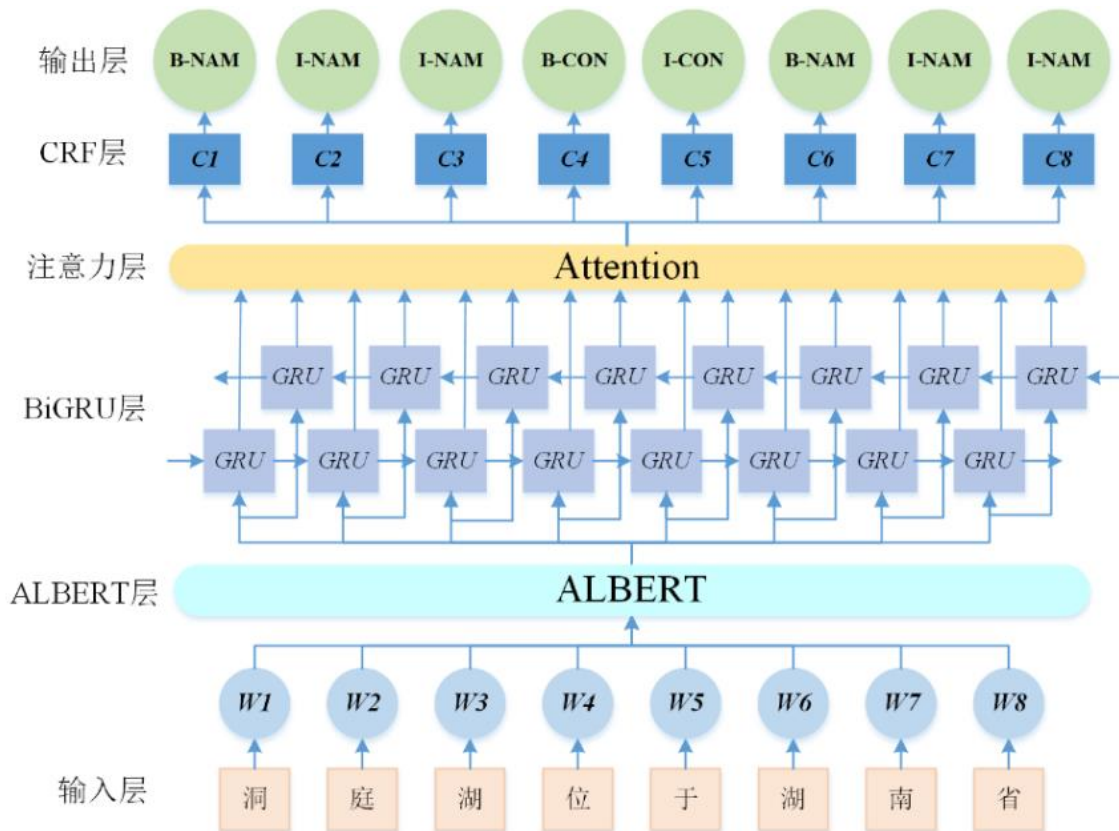 输出层 B-NAM I-NAM I-NAM B-CON I-CON B-NAM I-NAM I-NAM
CRF层 C1 C2 C3 C4 C5 C6 C7 C8
注意力层 Attention
GRU GRU GRU GRU GRU GRU GRU GRU
BiGRU层
GRU GRU GRU GRU GRU GRU GRU GRU
ALBERT层 ALBERT
W1 W2 W3 W4 W5 W6 W7 W8
输入层 洞 庭 湖 位 于 湖 南 省